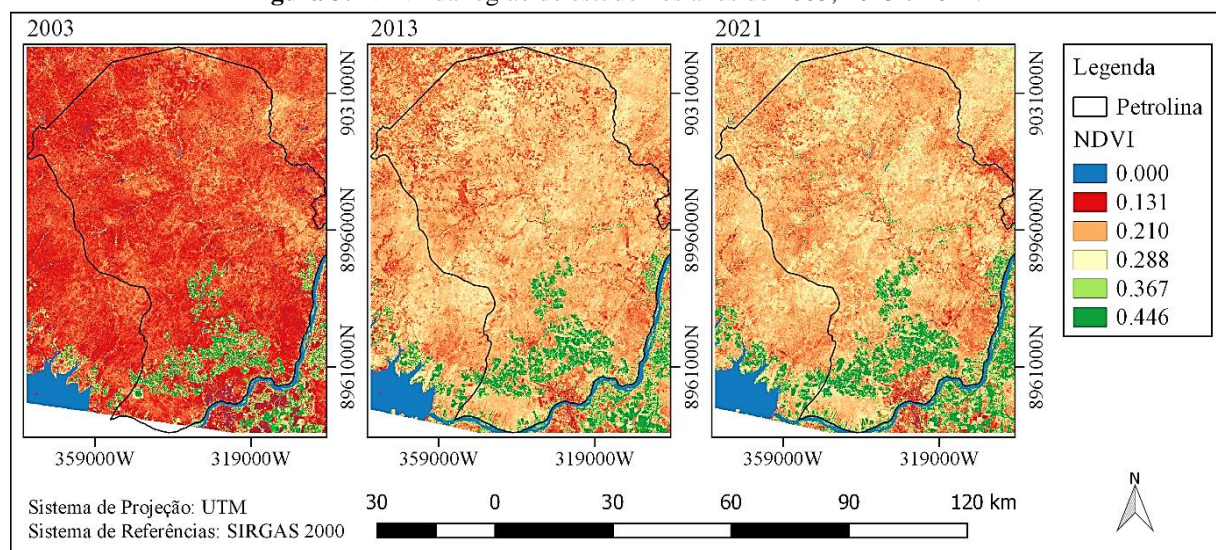 2003
2013
2021
9031000N
8996000N
8961000N
9031000N
8996000N
8961000N
9031000N
8996000N
8961000N
359000W 319000W
359000W 319000W
359000W 319000W
Legenda
Petrolina
NDVI
0.000
0.131
0.210
0.288
0.367
0.446
Sistema de Projeção: UTM
Sistema de Referências: SIRGAS 2000
30 0 30 60 90 120 km
N